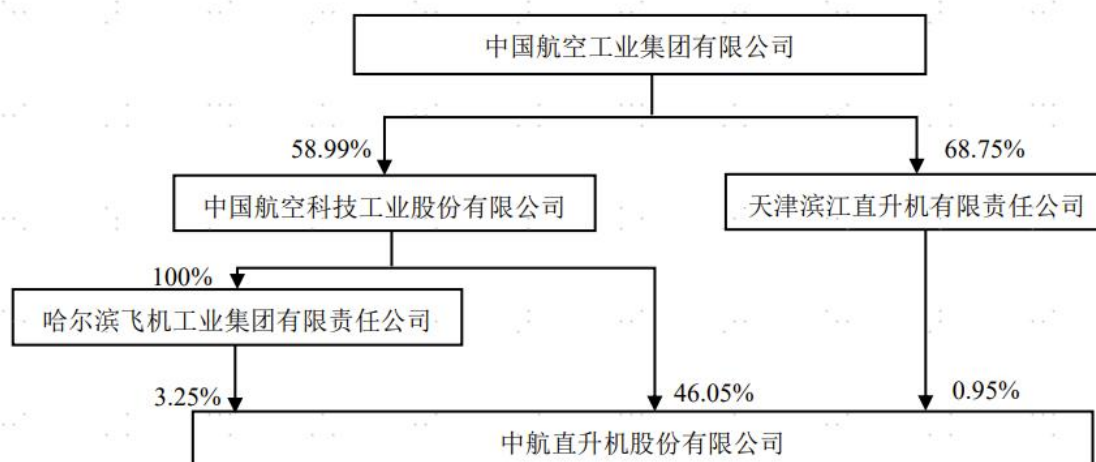 中国航空工业集团有限公司
58.99%
68.75%
中国航空科技工业股份有限公司
天津滨江直升机有限责任公司
100%
哈尔滨飞机工业集团有限责任公司
3.25%
46.05%
0.95%
中航直升机股份有限公司